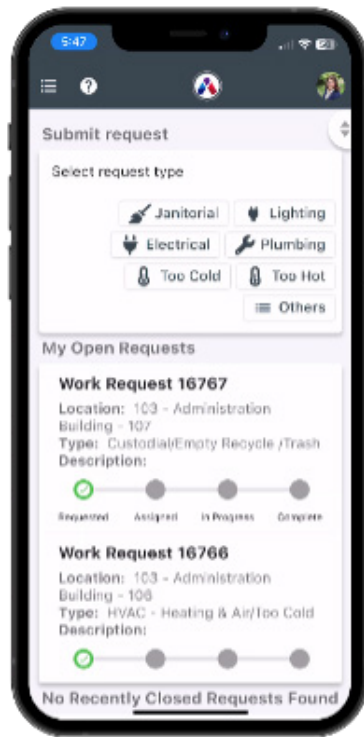 5:47
Submit request
Select request type
Janitorial
Lighting
Electrical
Plumbing
Too Cold
Too Hot
Others
My Open Requests
Work Request 16767
Location: 103 - Administration
Building - 107
Type: Custodial/Empty Recycle /Trash
Description:
Requested Assigned In Progress Complete
Work Request 16766
Location: 103 - Administration
Building - 106
Type: HVAC - Heating & Air/Too Cold
Description:
No Recently Closed Requests Found